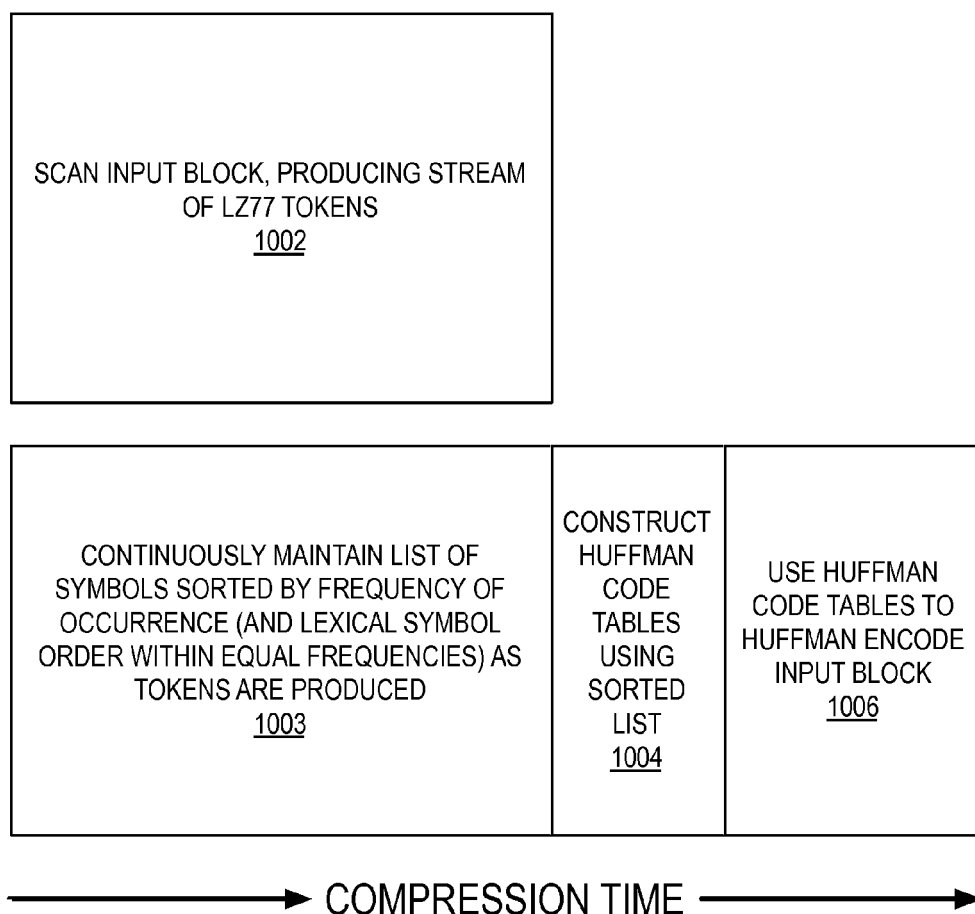 SCAN INPUT BLOCK, PRODUCING STREAM
OF LZ77 TOKENS
1002
CONTINUOUSLY MAINTAIN LIST OF
SYMBOLS SORTED BY FREQUENCY OF
OCCURRENCE (AND LEXICAL SYMBOL
ORDER WITHIN EQUAL FREQUENCIES) AS
TOKENS ARE PRODUCED
1003
CONSTRUCT
HUFFMAN
CODE
TABLES
USING
SORTED
LIST
1004
USE HUFFMAN
CODE TABLES TO
HUFFMAN ENCODE
INPUT BLOCK
1006
COMPRESSION TIME